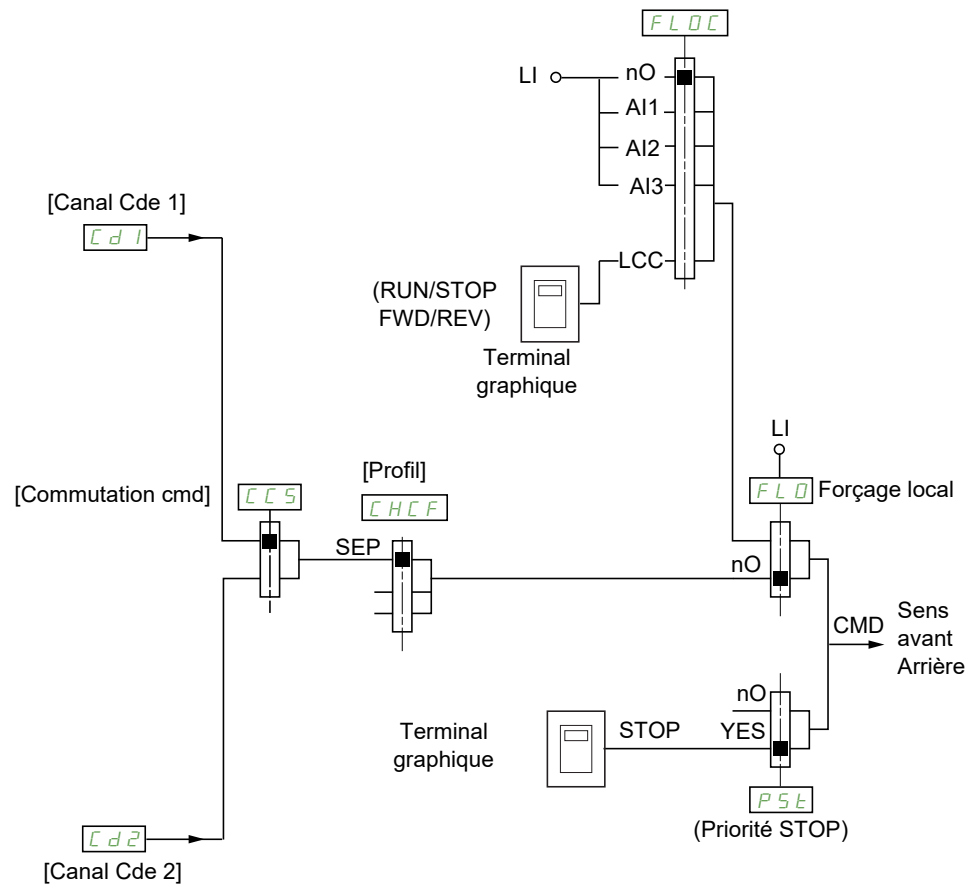 FLOC
LI
nO
AI1
AI2
AI3
LCC
(RUN/STOP
FWD/REV)
Terminal
graphique
[Canal Cde 1]
Cd1
[Commutation cmd]
CCS
[Profil]
CHCF
SEP
LI
FLO
Forçage local
nO
CMD
Sens
avant
Arrière
nO
YES
STOP
Terminal
graphique
PSt
(Priorité STOP)
Cd2
[Canal Cde 2]